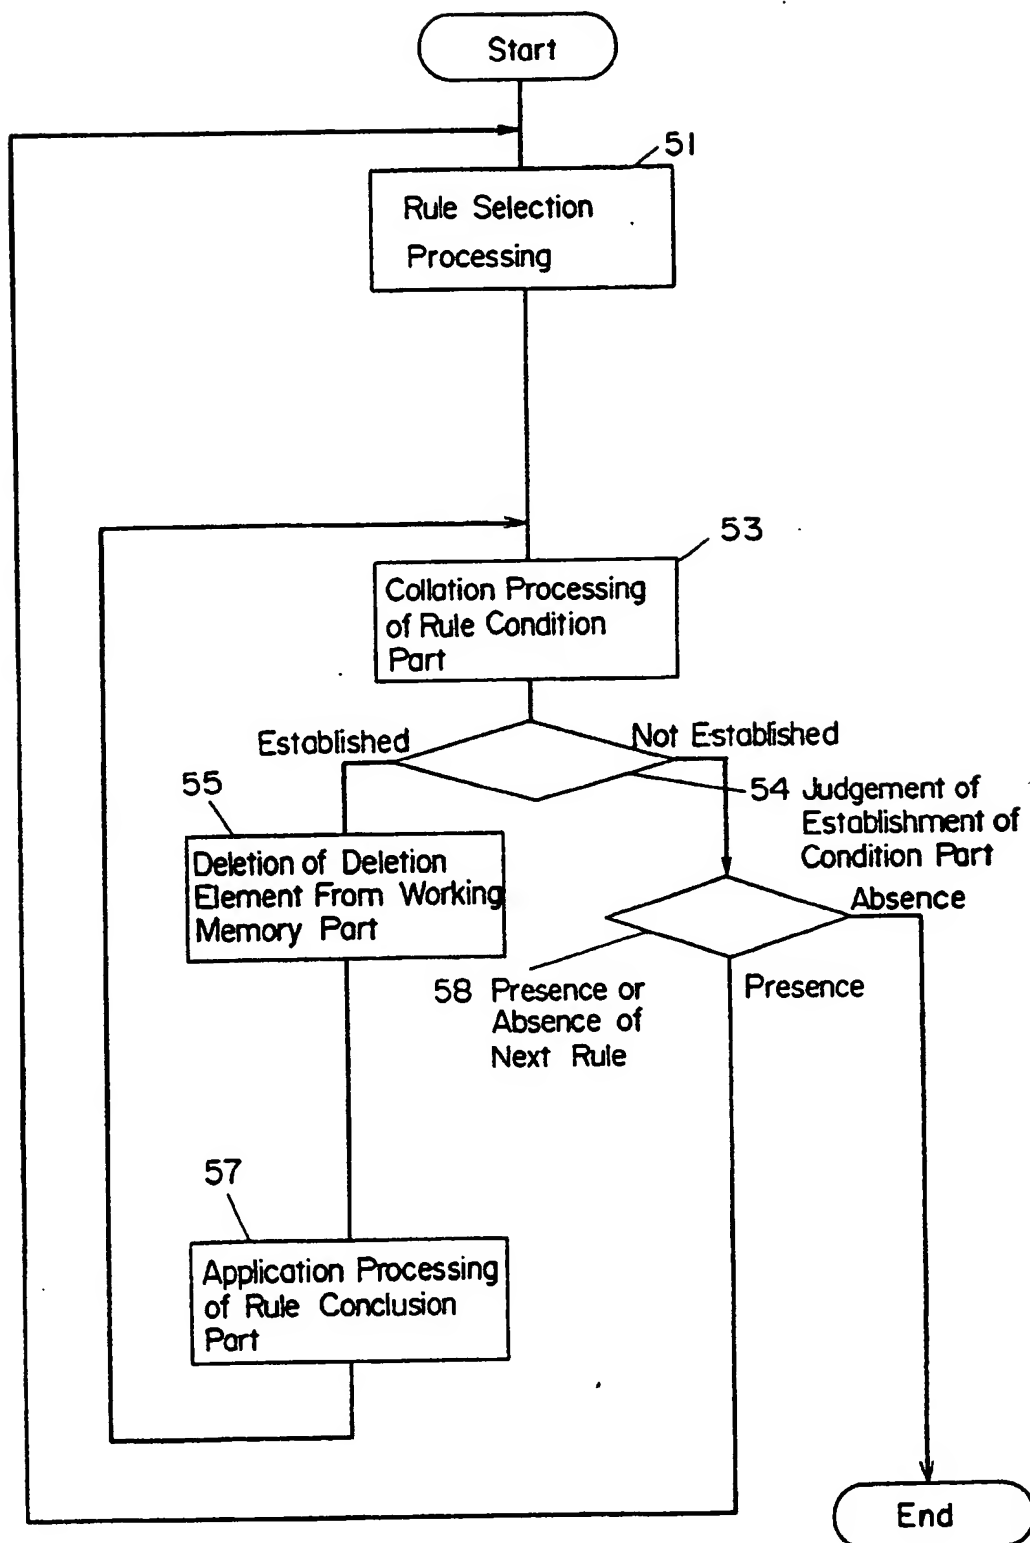 Start
51
Rule Selection
Processing
53
Collation Processing
of Rule Condition
Part
Established
Not Established
54 Judgement of
Establishment of
Condition Part
55
Deletion of Deletion
Element From Working
Memory Part
Absence
58 Presence or
Absence of
Next Rule
Presence
57
Application Processing
of Rule Conclusion
Part
End